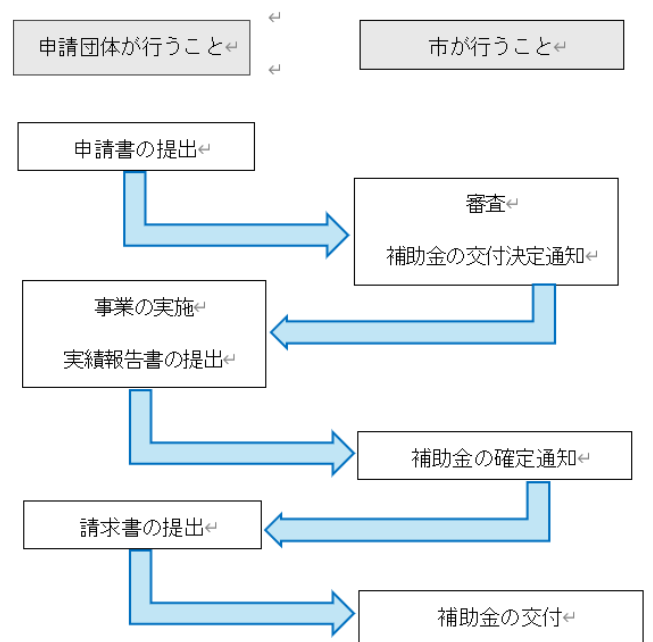 申請団体が行うこと↵
↵
↵
市が行うこと↵
申請書の提出↵
審査↵
補助金の交付決定通知↵
事業の実施↵
実績報告書の提出↵
補助金の確定通知↵
請求書の提出↵
補助金の交付↵